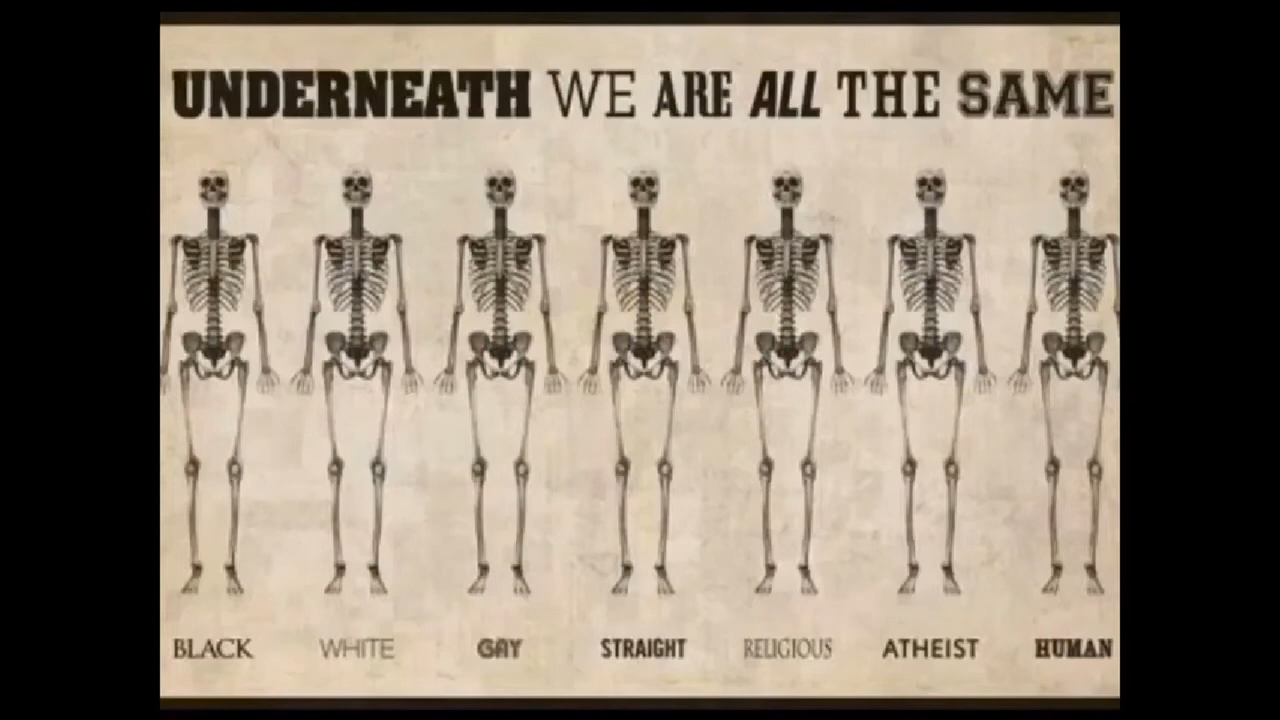 UNDERNEATH WE ARE ALL THE SAME
BLACK WHITE GAY STRAIGHT RELIGIOUS ATHEIST HUMAN